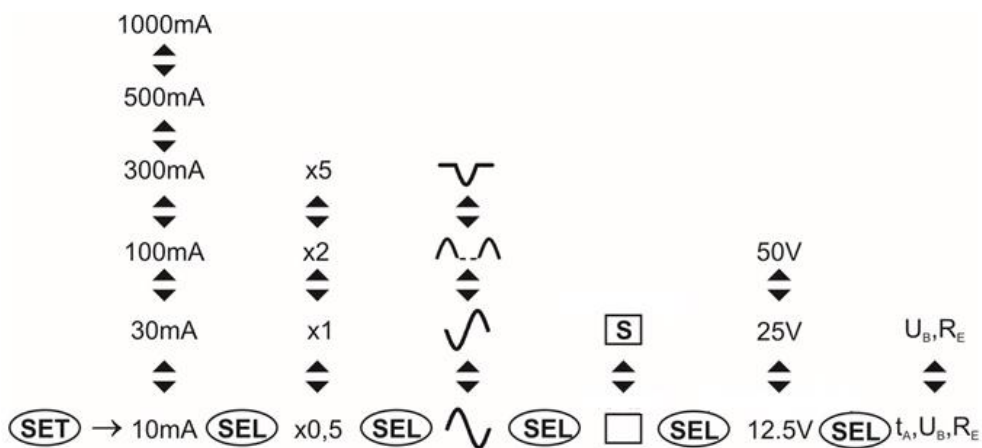 1000mA
500mA
300mA x5
100mA x2 50V
30mA x1 S 25V U_B,R_E
SET → 10mA SEL x0,5 SEL SEL SEL 12.5V SEL t_A,U_B,R_E